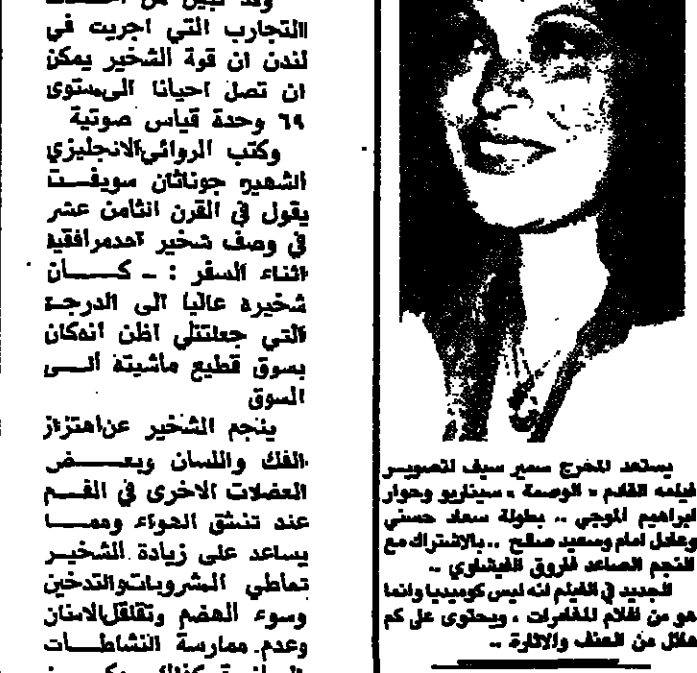 التجارب التي اجريت في
لندن ان قوة الشخير يمكن
ان تصل احيانا الى مستوى
٦٩ وحدة قياس صوتية
وكتب الروائي الانجليزي
الشهير جوناثان سويفت
يقول في القرن الثامن عشر
في وصف شخير احد مرافقيه
اثناء السفر : ـ كان
شخيره عاليا الى الدرجة
التي جعلتني اظن انه كان
يسوق قطيع ماشيته الى
السوق
ينجم الشخير عن اهتزاز
الفك واللسان وبعض
العضلات الاخرى في الفم
عند تنشق الهواء ومما
يساعد على زيادة الشخير
تعاطي المشروبات والتدخين
وسوء الهضم وتقلقل الاسنان
وعدم ممارسة النشاطات
يستعد المخرج سمير سيف لتصوير
فيلمه القادم « الوصمة » سيناريو وحوار
ابراهيم الموجي .. بطولة سعاد حسني
وعادل امام وسعيد صالح .. بالاشتراك مع
النجم الصاعد فاروق الفيشاوي ..
الجديد في الفيلم انه ليس كوميديا وانما
هو من افلام المغامرات ، ويحتوى على كم
هائل من العنف والاثارة ..